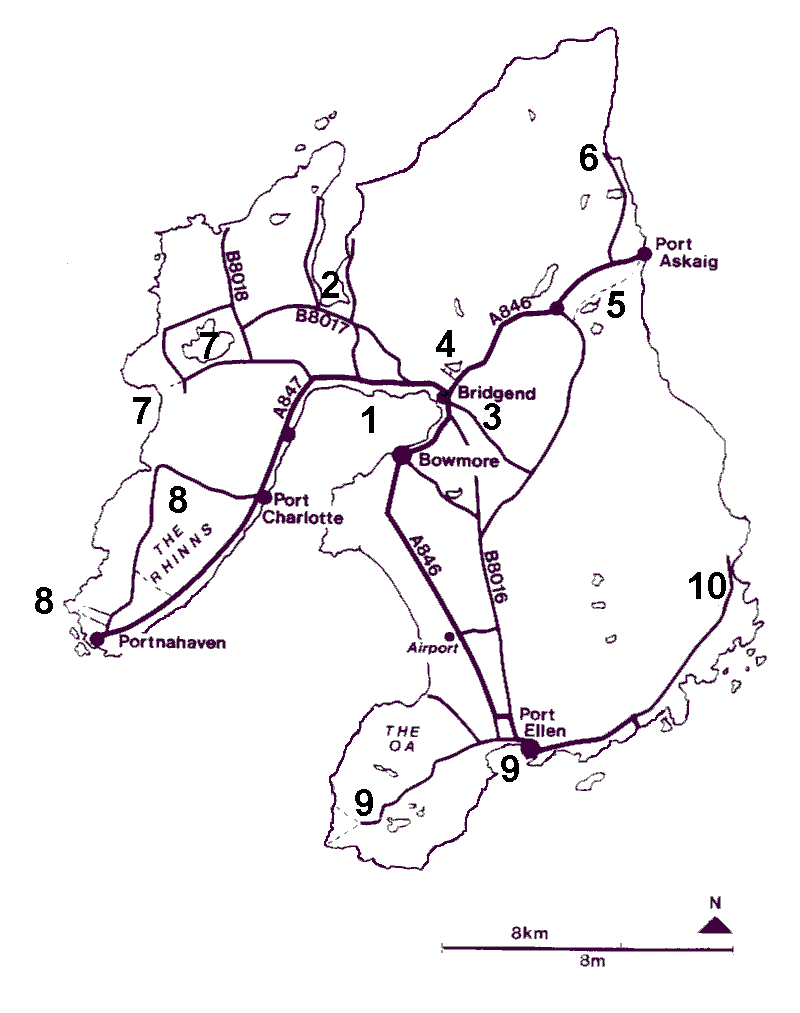 6
Port
Askaig
B8018
2
B8017
A846
5
7
4
Bridgend
A847
7
1
3
Bowmore
8
Port
Charlotte
THE
RHINNS
A846
B8016
10
8
Portnahaven
Airport
Port
Ellen
THE
OA
9
9
N
8km
8m